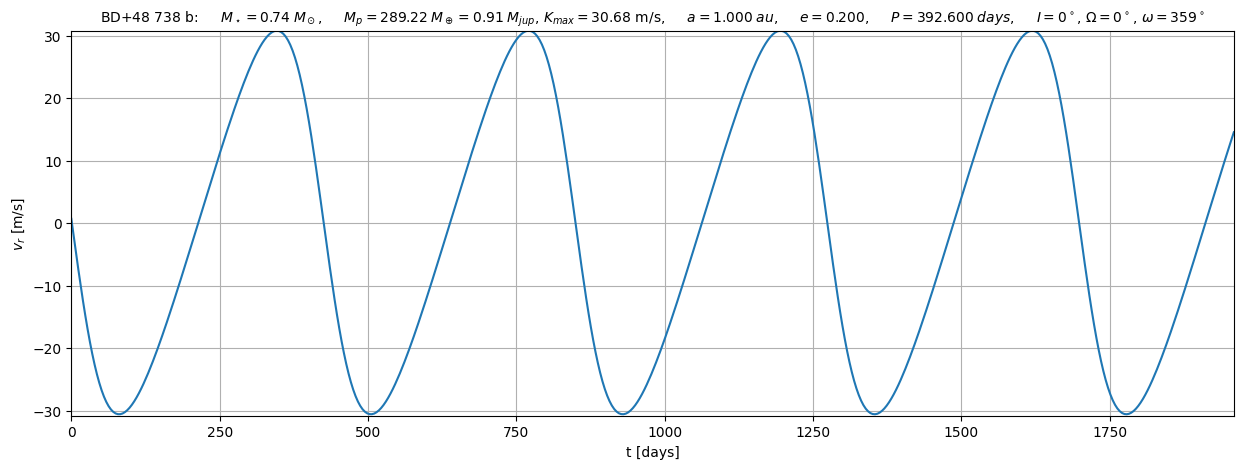 BD+48 738 b: M⋆ = 0.74 M⊙, Mp = 289.22 M⊕ = 0.91 Mjup, Kmax = 30.68 m/s, a = 1.000 au, e = 0.200, P = 392.600 days, I = 0°, Ω = 0°, ω = 359°
30
20
10
0
−10
−20
−30
vr [m/s]
0 250 500 750 1000 1250 1500 1750
t [days]